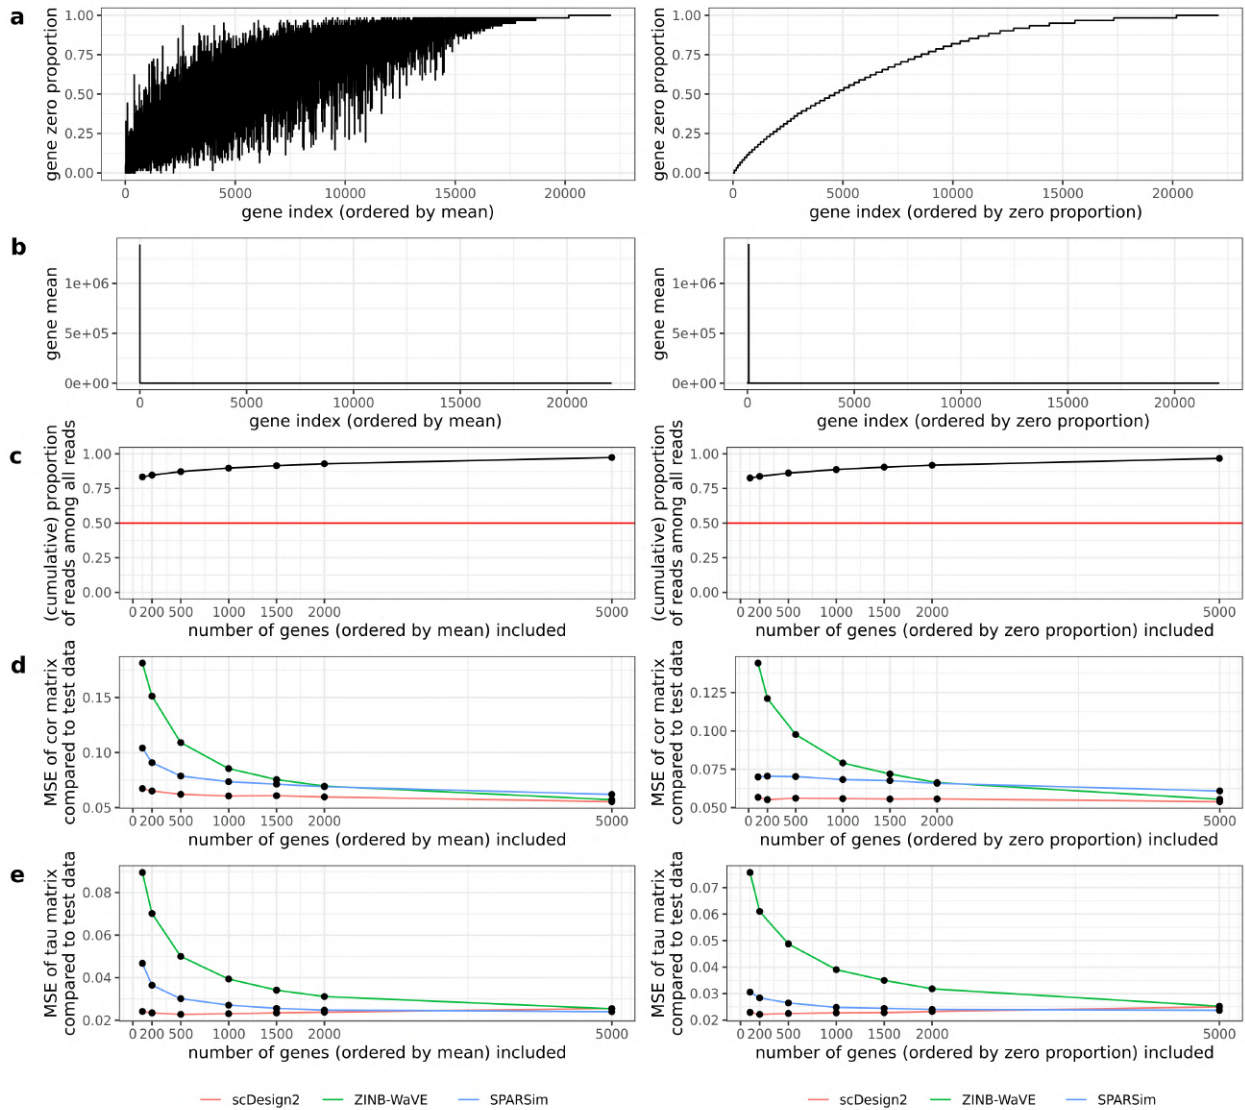 a
gene zero proportion
1.00
0.75
0.50
0.25
0.00
0 5000 10000 15000 20000
gene index (ordered by mean)
gene zero proportion
1.00
0.75
0.50
0.25
0.00
0 5000 10000 15000 20000
gene index (ordered by zero proportion)
b
gene mean
1e+06
5e+05
0e+00
0 5000 10000 15000 20000
gene index (ordered by mean)
gene mean
1e+06
5e+05
0e+00
0 5000 10000 15000 20000
gene index (ordered by zero proportion)
c
(cumulative) proportion
of reads among all reads
1.00
0.75
0.50
0.25
0.00
0 200 500 1000 1500 2000 5000
number of genes (ordered by mean) included
(cumulative) proportion
of reads among all reads
1.00
0.75
0.50
0.25
0.00
0 200 500 1000 1500 2000 5000
number of genes (ordered by zero proportion) included
d
MSE of cor matrix
compared to test data
0.15
0.10
0.05
0 200 500 1000 1500 2000 5000
number of genes (ordered by mean) included
MSE of cor matrix
compared to test data
0.125
0.100
0.075
0.050
0 200 500 1000 1500 2000 5000
number of genes (ordered by zero proportion) included
e
MSE of tau matrix
compared to test data
0.08
0.06
0.04
0.02
0 200 500 1000 1500 2000 5000
number of genes (ordered by mean) included
MSE of tau matrix
compared to test data
0.07
0.06
0.05
0.04
0.03
0.02
0 200 500 1000 1500 2000 5000
number of genes (ordered by zero proportion) included
scDesign2 ZINB-WaVE SPARSim
scDesign2 ZINB-WaVE SPARSim